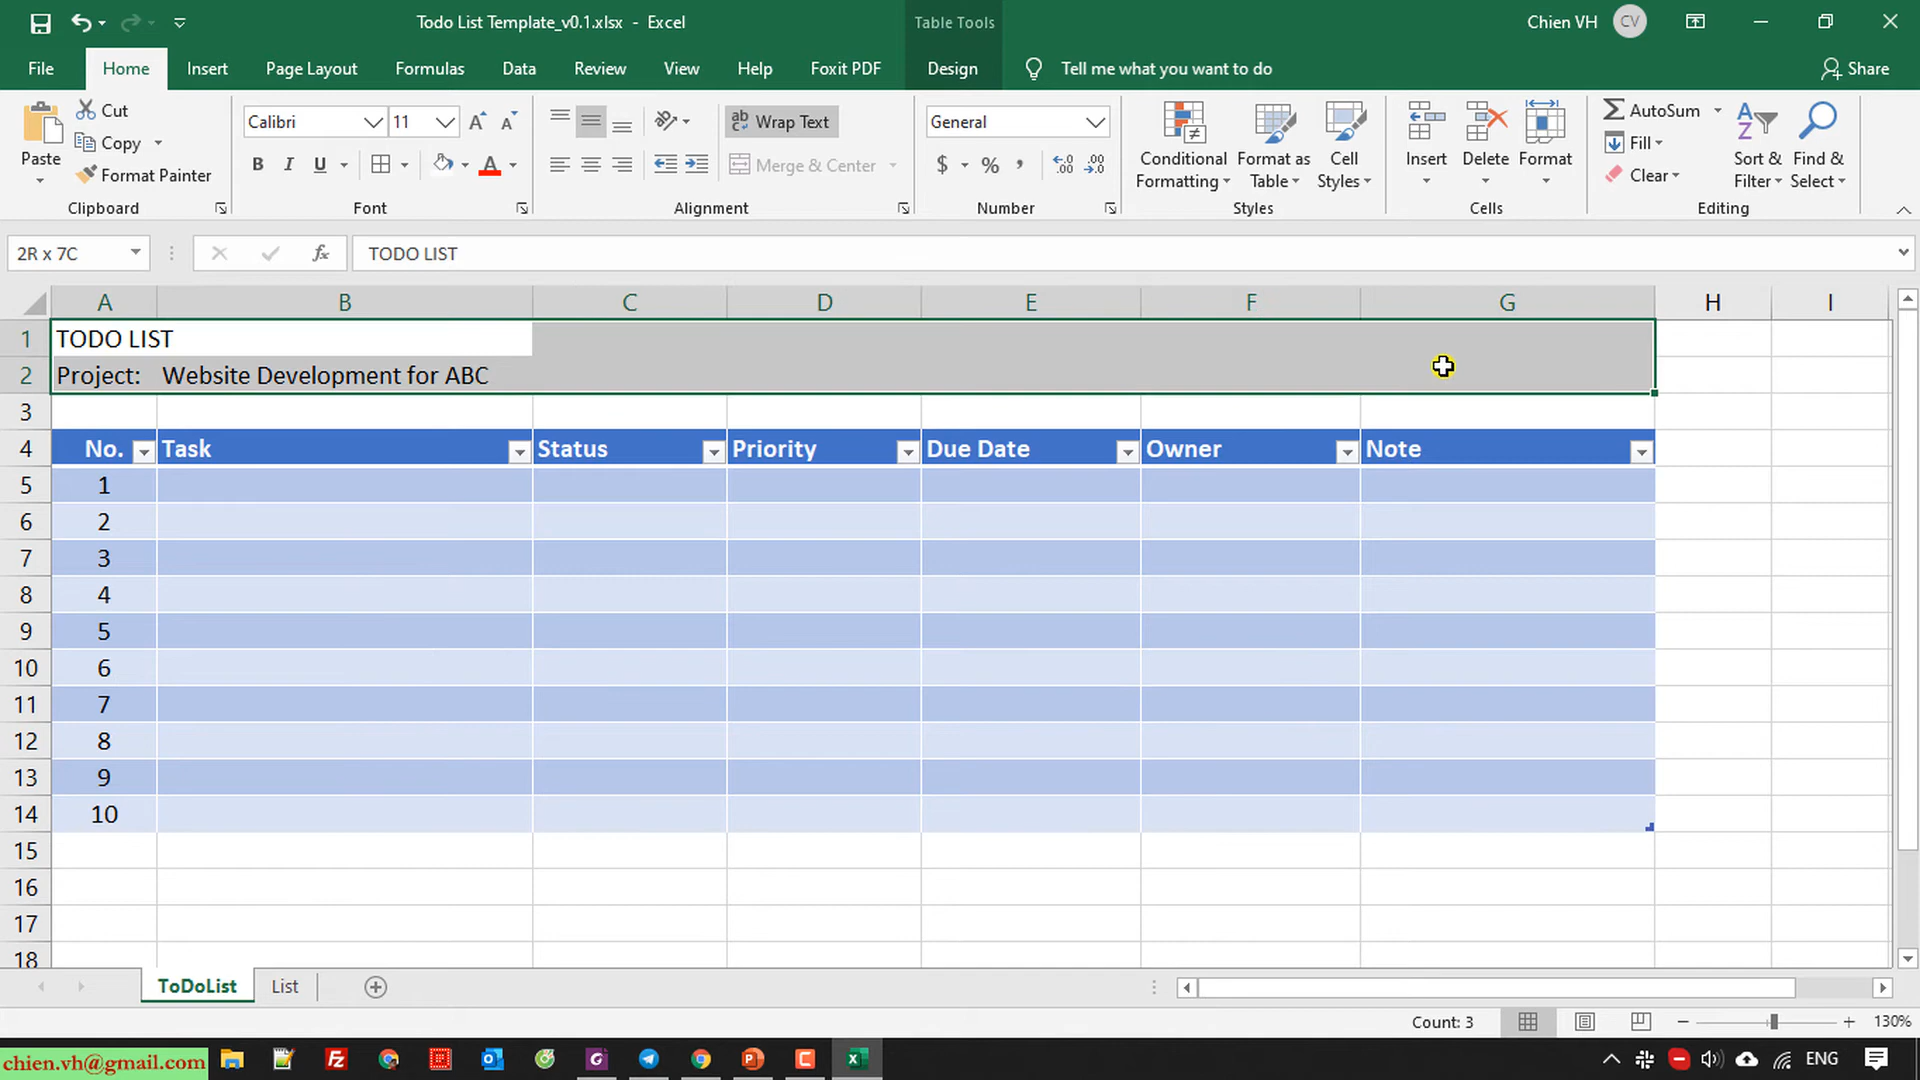 Todo List Template_v0.1.xlsx - Excel
Table Tools
Chien VH
CV
File
Home
Insert
Page Layout
Formulas
Data
Review
View
Help
Foxit PDF
Design
Tell me what you want to do
Share
Paste
Cut
Copy
Format Painter
Clipboard
Calibri
11
B I U
A
Font
Wrap Text
Merge & Center
Alignment
General
$ % ,
Number
Conditional Formatting
Format as Table
Cell Styles
Styles
Insert
Delete
Format
Cells
AutoSum
Fill
Clear
Sort & Filter
Find & Select
Editing
2R x 7C
fx
TODO LIST
A B C D E F G H I
1 TODO LIST
2 Project: Website Development for ABC
3
4 No. Task Status Priority Due Date Owner Note
5 1
6 2
7 3
8 4
9 5
10 6
11 7
12 8
13 9
14 10
15
16
17
18
ToDoList
List
Count: 3
130%
chien.vh@gmail.com
ENG